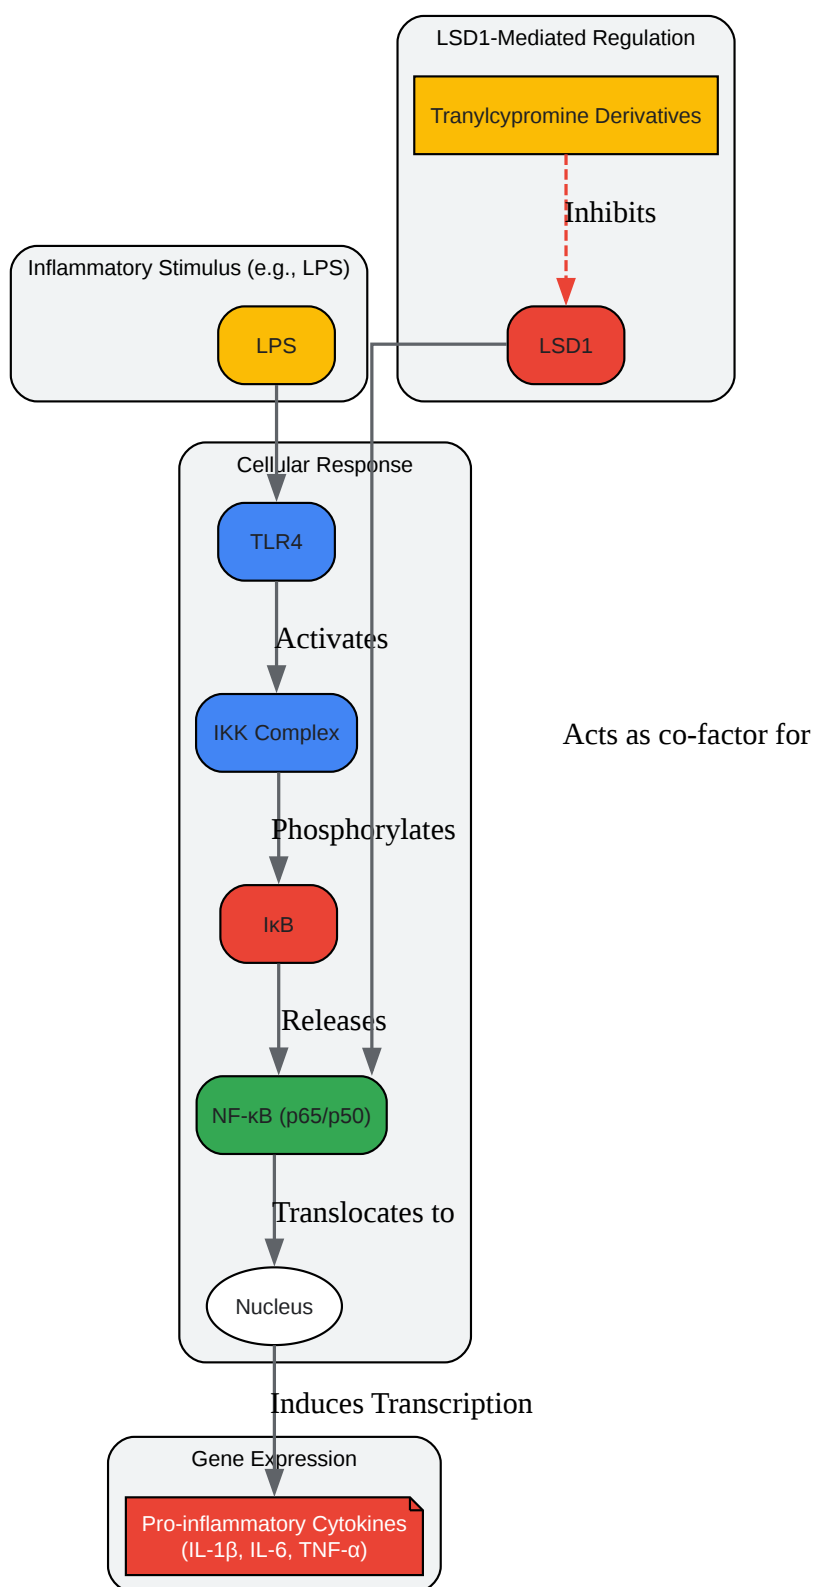 LSD1-Mediated Regulation
Tranylcypromine Derivatives
Inhibits
Inflammatory Stimulus (e.g., LPS)
LPS
LSD1
Cellular Response
TLR4
Activates
IKK Complex
Acts as co-factor for
Phosphorylates
IκB
Releases
NF-κB (p65/p50)
Translocates to
Nucleus
Induces Transcription
Gene Expression
Pro-inflammatory Cytokines
(IL-1β, IL-6, TNF-α)